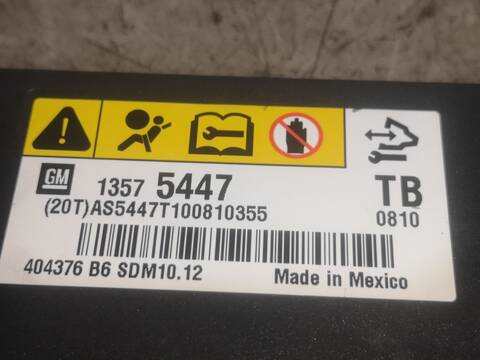 GM 1357 5447 TB
(20T)AS5447T100810355 0810
404376 B6 SDM10.12 Made in Mexico